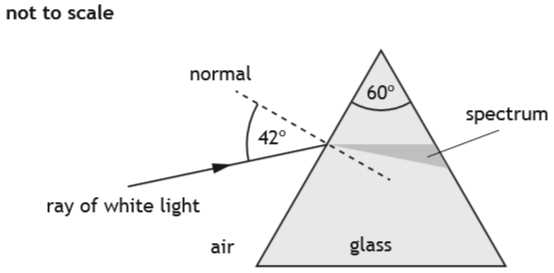 not to scale
normal
60°
spectrum
42°
ray of white light
air
glass